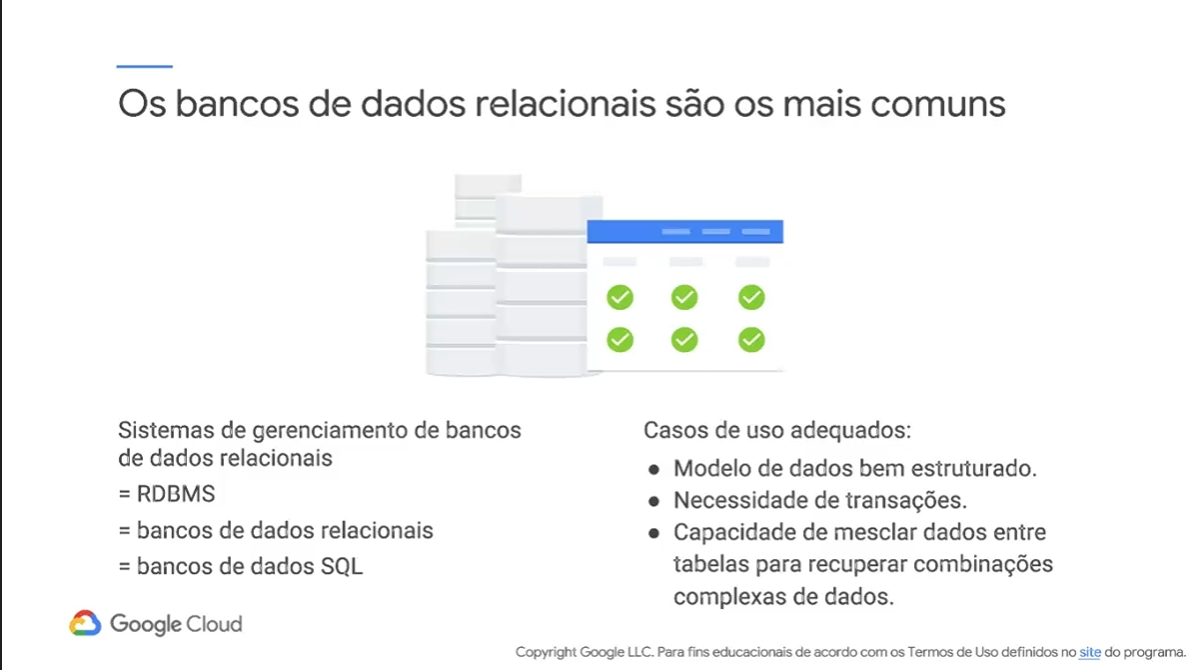 Os bancos de dados relacionais são os mais comuns
Sistemas de gerenciamento de bancos
de dados relacionais
= RDBMS
= bancos de dados relacionais
= bancos de dados SQL
Casos de uso adequados:
● Modelo de dados bem estruturado.
● Necessidade de transações.
● Capacidade de mesclar dados entre
tabelas para recuperar combinações
complexas de dados.
Google Cloud
Copyright Google LLC. Para fins educacionais de acordo com os Termos de Uso definidos no site do programa.